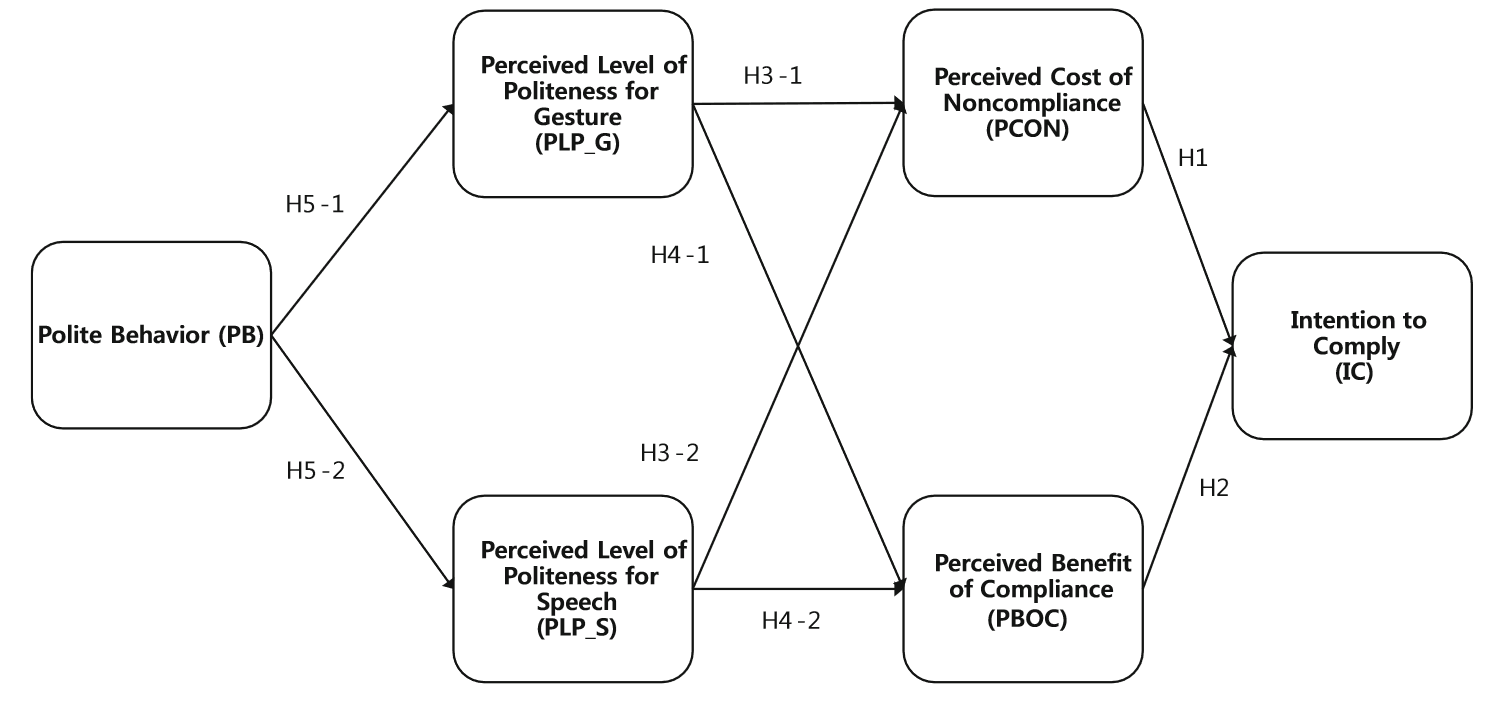 Perceived Level of
Politeness for
Gesture
(PLP_G)
H3-1
Perceived Cost of
Noncompliance
(PCON)
H1
H5-1
H4-1
Polite Behavior (PB)
Intention to
Comply
(IC)
H5-2
H3-2
H2
Perceived Level of
Politeness for
Speech
(PLP_S)
H4-2
Perceived Benefit
of Compliance
(PBOC)